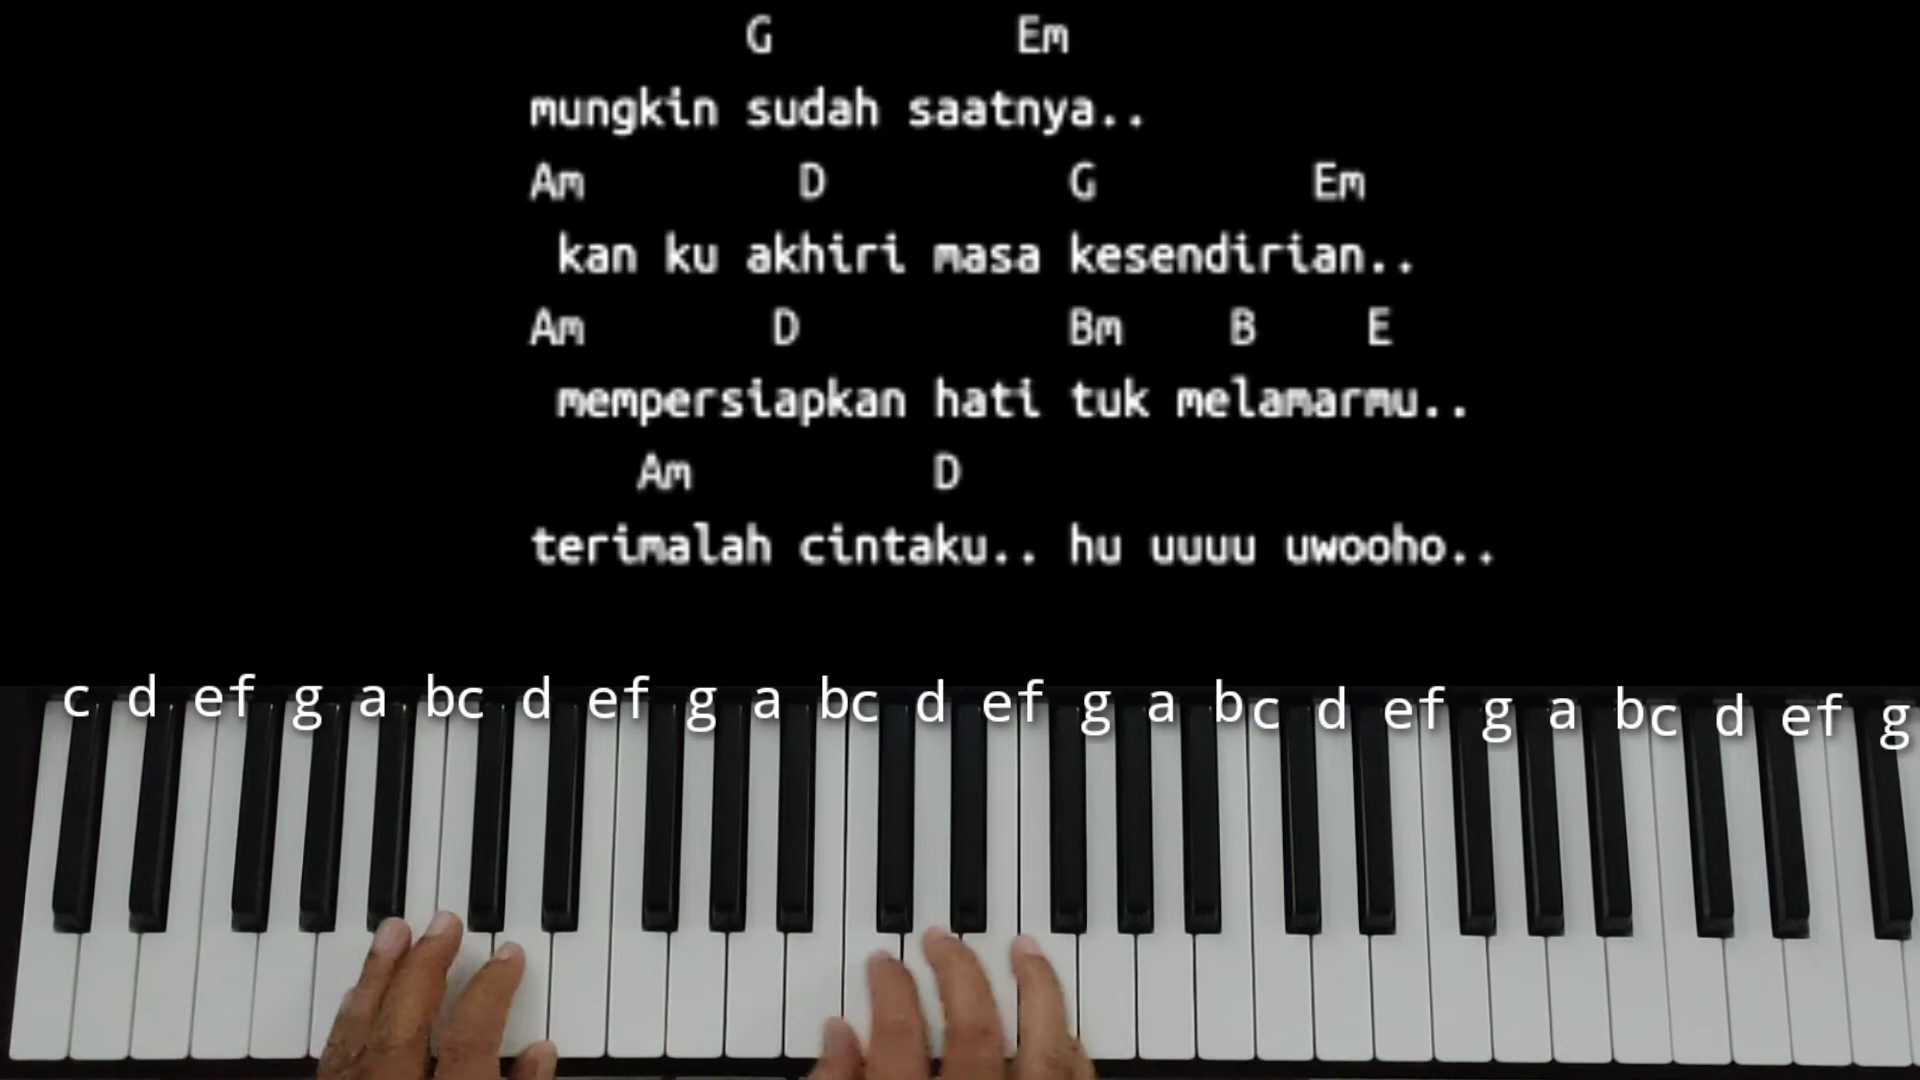 G Em
mungkin sudah saatnya..
Am D G Em
kan ku akhiri masa kesendirian..
Am D Bm B E
mempersiapkan hati tuk melamarmu..
Am D
terimalah cintaku.. hu uuuu uwooho..
c d ef g a bc d ef g a bc d ef g a bc d ef g a bc d ef g